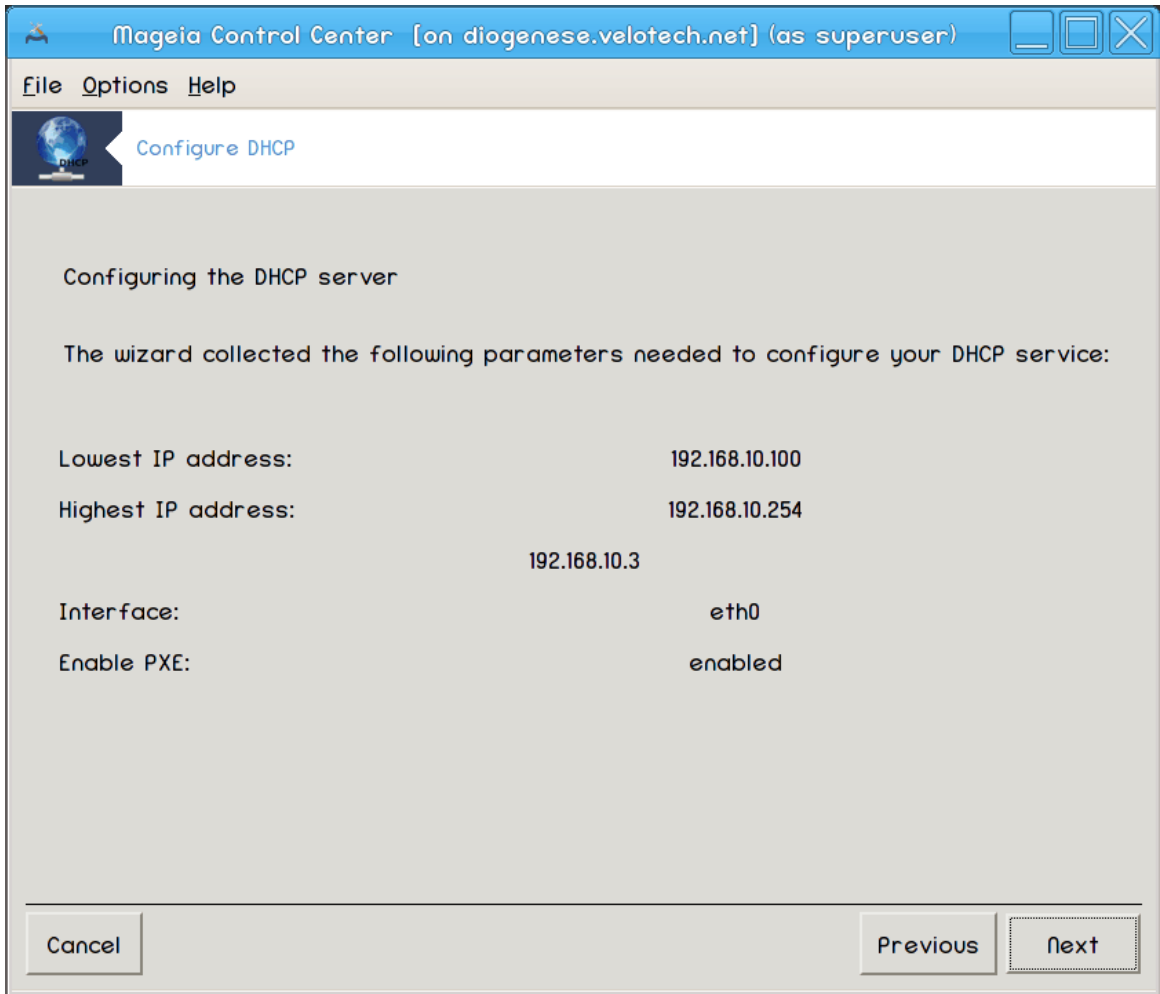 Mageia Control Center [on diogenese.velotech.net] (as superuser)
File Options Help
DHCP
Configure DHCP
Configuring the DHCP server
The wizard collected the following parameters needed to configure your DHCP service:
Lowest IP address: 192.168.10.100
Highest IP address: 192.168.10.254
192.168.10.3
Interface: eth0
Enable PXE: enabled
Cancel Previous Next